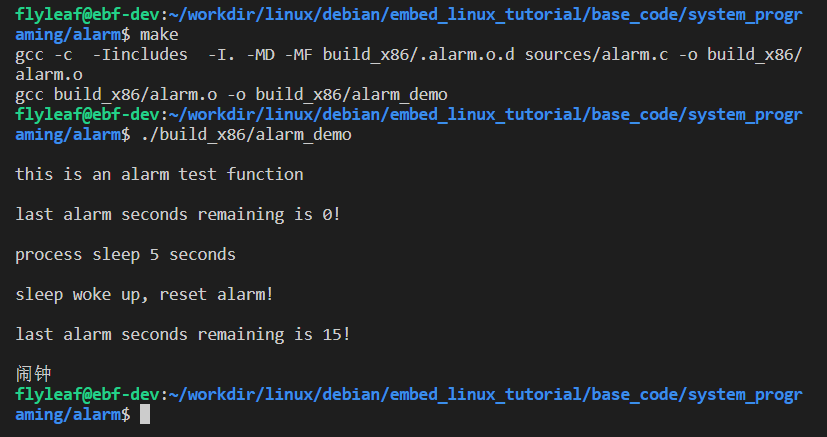 flyleaf@ebf-dev:~/workdir/linux/debian/embed_linux_tutorial/base_code/system_progr
aming/alarm$ make
gcc -c  -Iincludes  -I. -MD -MF build_x86/.alarm.o.d sources/alarm.c -o build_x86/
alarm.o
gcc build_x86/alarm.o -o build_x86/alarm_demo
flyleaf@ebf-dev:~/workdir/linux/debian/embed_linux_tutorial/base_code/system_progr
aming/alarm$ ./build_x86/alarm_demo
this is an alarm test function
last alarm seconds remaining is 0!
process sleep 5 seconds
sleep woke up, reset alarm!
last alarm seconds remaining is 15!
闹钟
flyleaf@ebf-dev:~/workdir/linux/debian/embed_linux_tutorial/base_code/system_progr
aming/alarm$